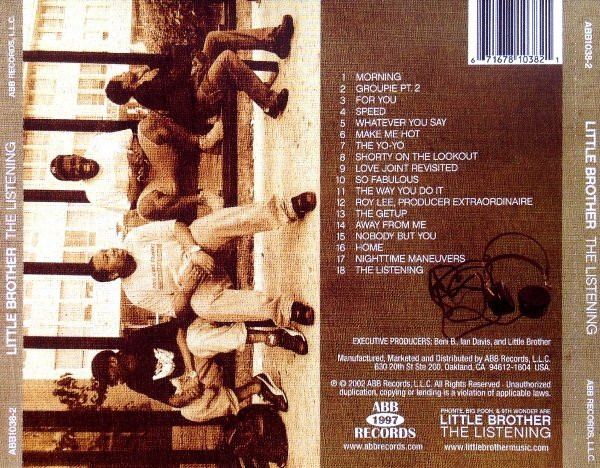 ABB RECORDS, L.L.C.
LITTLE BROTHER THE LISTENING
ABB1038-2
6 71678 10382 1
1 MORNING
2 GROUPIE PT. 2
3 FOR YOU
4 SPEED
5 WHATEVER YOU SAY
6 MAKE ME HOT
7 THE YO-YO
8 SHORTY ON THE LOOKOUT
9 LOVE JOINT REVISITED
10 SO FABULOUS
11 THE WAY YOU DO IT
12 ROY LEE, PRODUCER EXTRAORDINAIRE
13 THE GETUP
14 AWAY FROM ME
15 NOBODY BUT YOU
16 HOME
17 NIGHTTIME MANEUVERS
18 THE LISTENING
EXECUTIVE PRODUCERS: Beni B., Ian Davis, and Little Brother
Manufactured, Marketed and Distributed by ABB Records, L.L.C.
630 20th St Ste 200, Oakland, CA 94612-1604 USA.
℗ © 2002 ABB Records, L.L.C. All Rights Reserved - Unauthorized
duplication, copying or lending is a violation of applicable laws.
ABB
1997
RECORDS
www.abbrecords.com
PHONTE, BIG POOH, & 9TH WONDER ARE
LITTLE BROTHER
THE LISTENING
www.littlebrothermusic.com
ABB1038-2
LITTLE BROTHER THE LISTENING
ABB RECORDS, L.L.C.